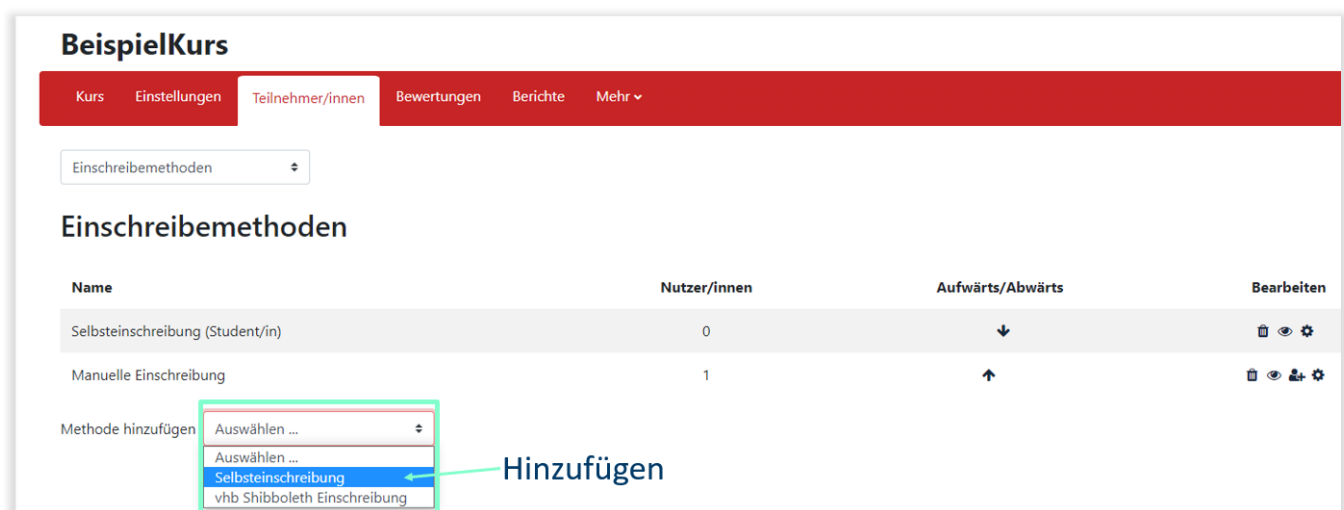 BeispielKurs
Kurs Einstellungen Teilnehmer/innen Bewertungen Berichte Mehr
Einschreibemethoden
Einschreibemethoden
Name Nutzer/innen Aufwärts/Abwärts Bearbeiten
Selbsteinschreibung (Student/in) 0
Manuelle Einschreibung 1
Methode hinzufügen Auswählen ...
Auswählen ...
Selbsteinschreibung Hinzufügen
vhb Shibboleth Einschreibung